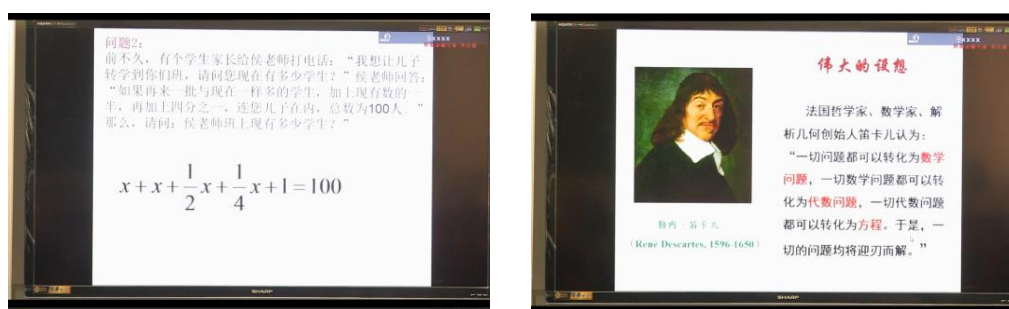 问题2:
前不久，有个学生家长给侯老师打电话：“我想让儿子
转学到你们班，请问您现在有多少学生？”侯老师回答：
“如果再来一批与现在一样多的学生，加上现有数的一
半，再加上四分之一，连您儿子在内，总数为100人。”
那么，请问：侯老师班上现有多少学生？”
x+x+\frac{1}{2}x+\frac{1}{4}x+1=100
SHARP
伟大的设想
法国哲学家、数学家、解
析几何创始人笛卡儿认为：
“一切问题都可以转化为数学
问题，一切数学问题都可以转
化为代数问题，一切代数问题
都可以转化为方程。于是，一
切的问题均将迎刃而解。”
勒内·笛卡儿
(René Descartes, 1596-1650)
SHARP